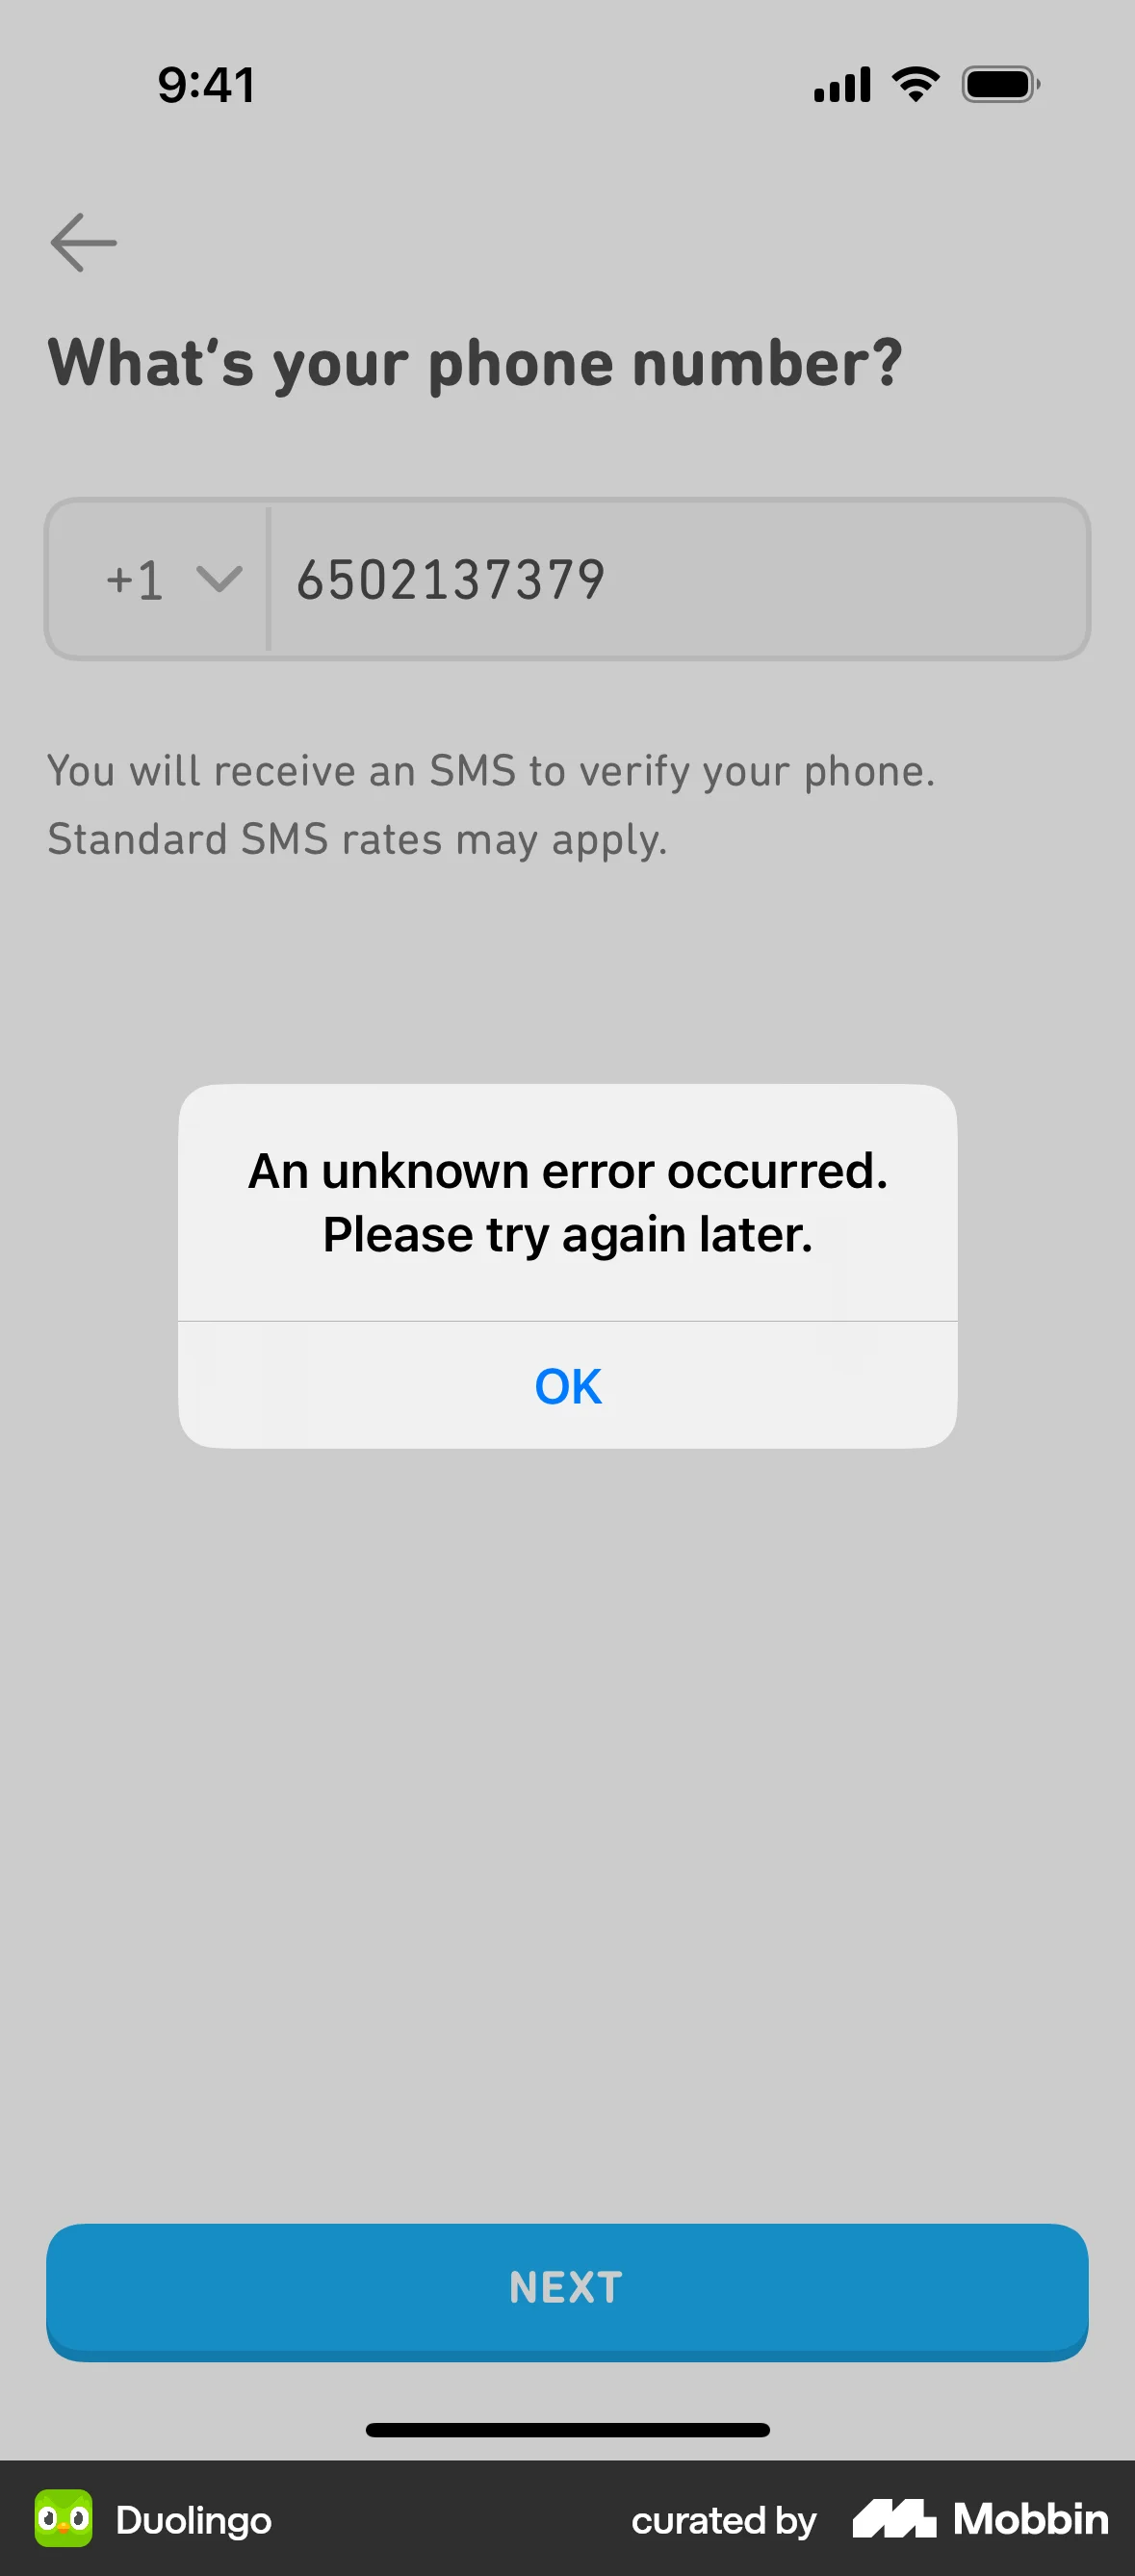 9:41
What's your phone number?
+1 6502137379
You will receive an SMS to verify your phone.
Standard SMS rates may apply.
An unknown error occurred.
Please try again later.
OK
NEXT
Duolingo curated by Mobbin